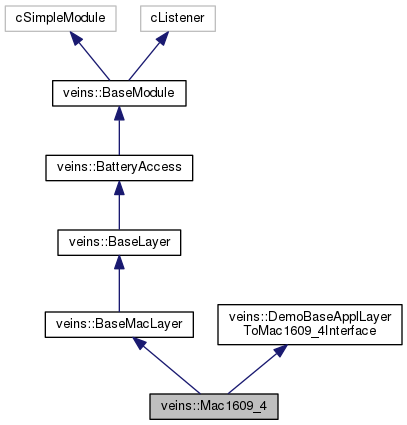 cSimpleModule
cListener
veins::BaseModule
veins::BatteryAccess
veins::BaseLayer
veins::BaseMacLayer
veins::DemoBaseApplLayer
ToMac1609_4Interface
veins::Mac1609_4